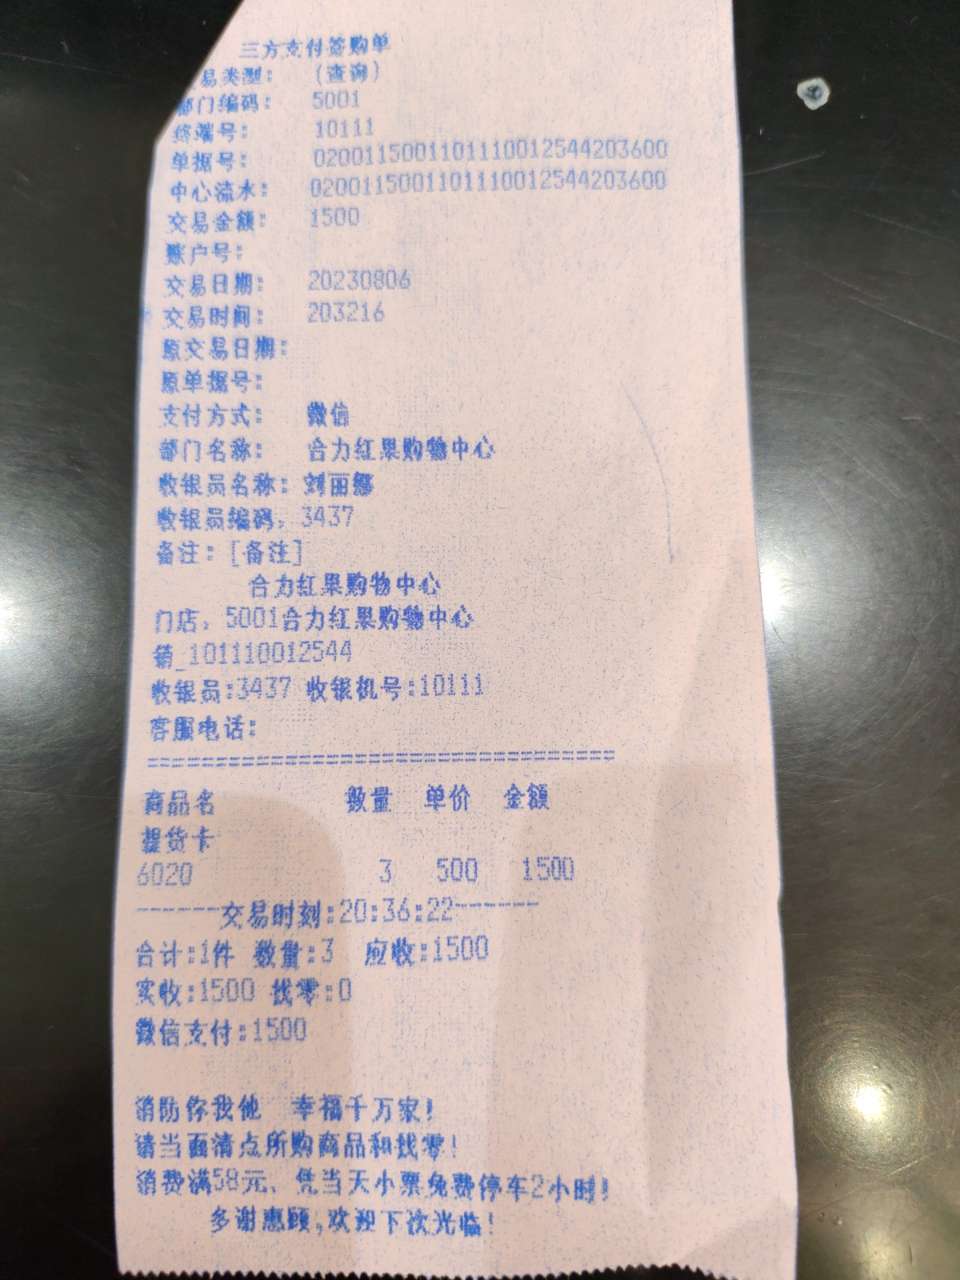 三方支付签购单
易类型： （查询）
部门编码： 5001
终端号： 10111
单据号： 0200115001101110012544203600
中心流水： 0200115001101110012544203600
交易金额： 1500
账户号：
交易日期： 20230806
交易时间： 203216
原交易日期：
原单据号：
支付方式： 微信
部门名称： 合力红果购物中心
收银员名称：刘丽娜
收银员编码：3437
备注：[备注]
合力红果购物中心
门店：5001合力红果购物中心
销_101110012544
收银员:3437 收银机号:10111
客服电话：
商品名 数量 单价 金额
提货卡
6020 3 500 1500
交易时刻:20:36:22
合计:1件 数量:3 应收:1500
实收:1500 找零:0
微信支付:1500
消防你我他 幸福千万家!
请当面清点所购商品和找零!
消费满58元、凭当天小票免费停车2小时!
多谢惠顾,欢迎下次光临!